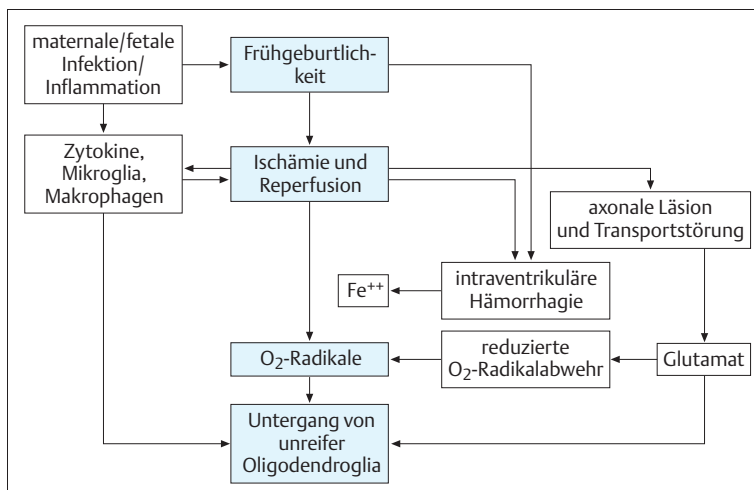 maternale/fetale
Infektion/
Inflammation
Frühgeburtlich-
keit
Zytokine,
Mikroglia,
Makrophagen
Ischämie und
Reperfusion
axonale Läsion
und Transportstörung
Fe⁺⁺
intraventrikuläre
Hämorrhagie
O₂-Radikale
reduzierte
O₂-Radikalabwehr
Glutamat
Untergang von
unreifer
Oligodendroglia